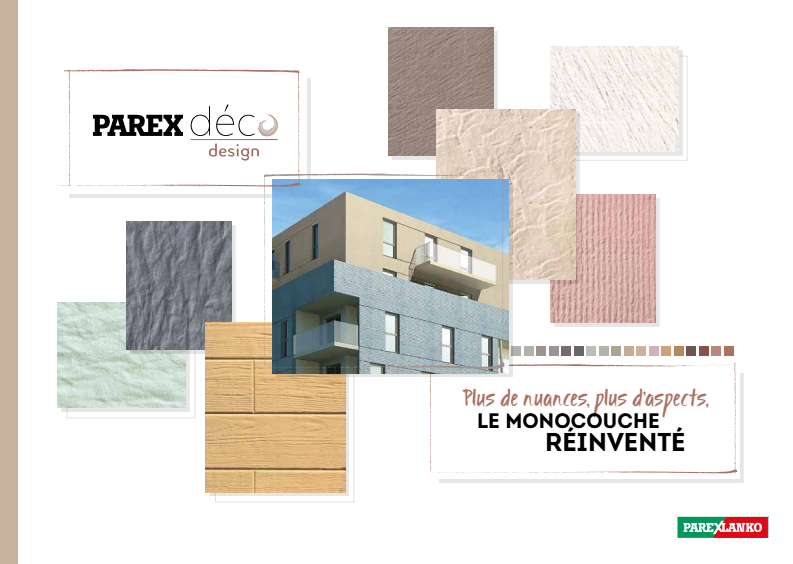 PAREX déco
design
Plus de nuances, plus d'aspects,
LE MONOCOUCHE
RÉINVENTÉ
PAREXLANKO